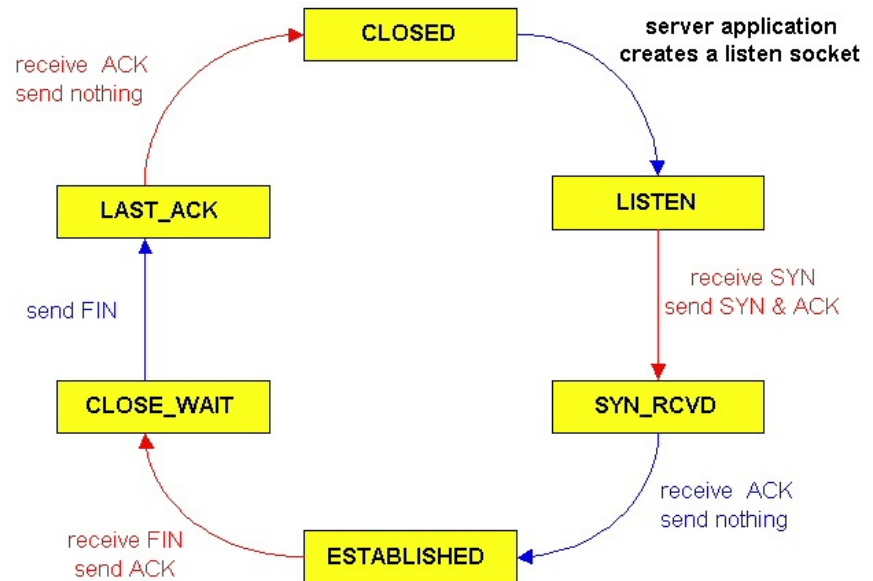 CLOSED
server application
creates a listen socket
receive ACK
send nothing
LAST_ACK
LISTEN
receive SYN
send SYN & ACK
send FIN
CLOSE_WAIT
SYN_RCVD
receive ACK
send nothing
receive FIN
send ACK
ESTABLISHED